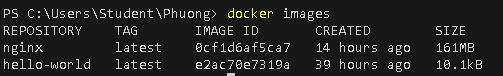 PS C:\Users\Student\Phuong> docker images
REPOSITORY TAG IMAGE ID CREATED SIZE
nginx latest 0cf1d6af5ca7 14 hours ago 161MB
hello-world latest e2ac70e7319a 39 hours ago 10.1kB